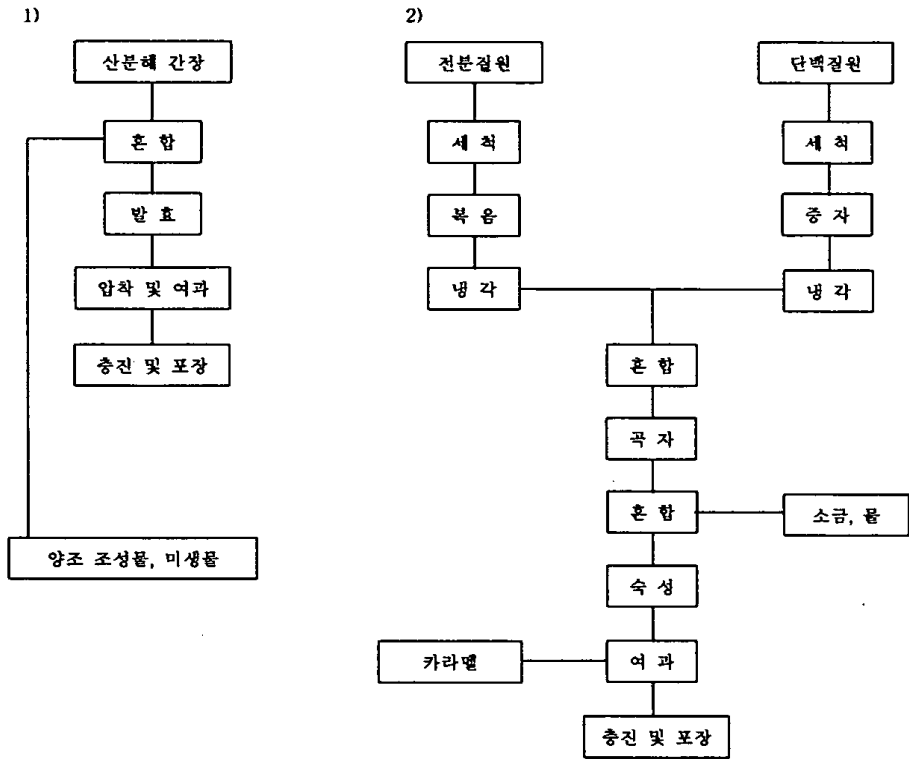 1)
2)
산분해 간장
전분질원
단백질원
혼 합
세 척
세 척
발 효
볶 음
증 자
압착 및 여과
냉 각
냉 각
충진 및 포장
혼 합
곡 자
혼 합
소금, 물
양조 조성물, 미생물
숙 성
카라멜
여 과
충진 및 포장